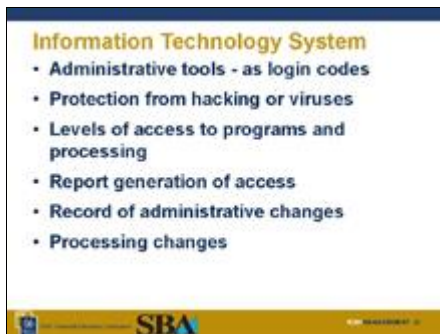 Information Technology System
• Administrative tools - as login codes
• Protection from hacking or viruses
• Levels of access to programs and
processing
• Report generation of access
• Record of administrative changes
• Processing changes
SBA
MANAGEMENT